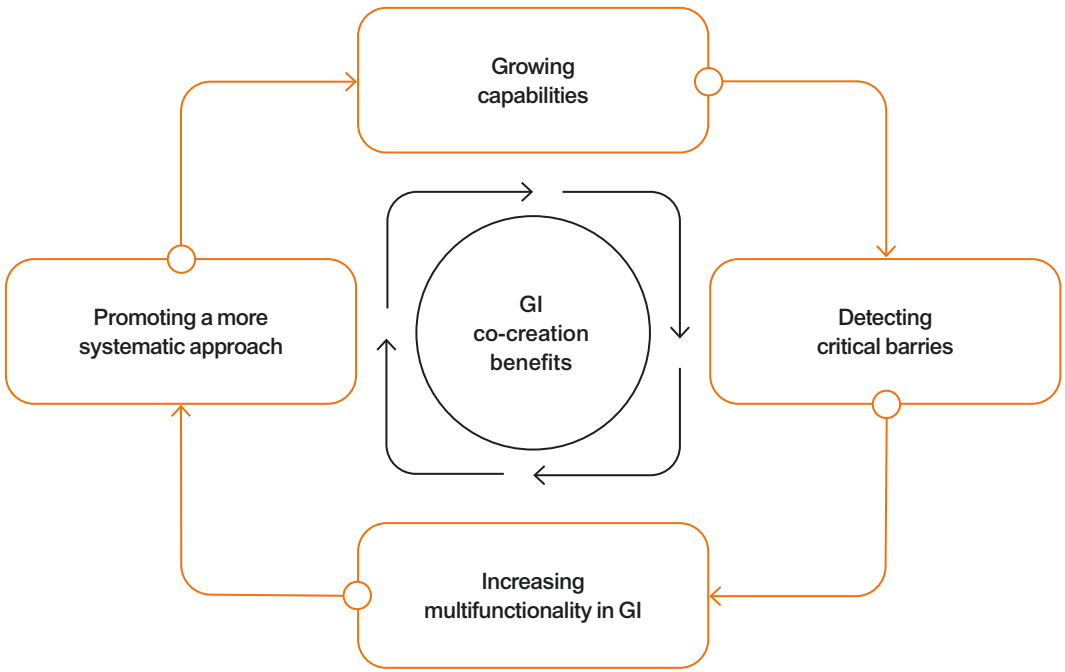 Growing
capabilities
Promoting a more
systematic approach
GI
co-creation
benefits
Detecting
critical barries
Increasing
multifunctionality in GI